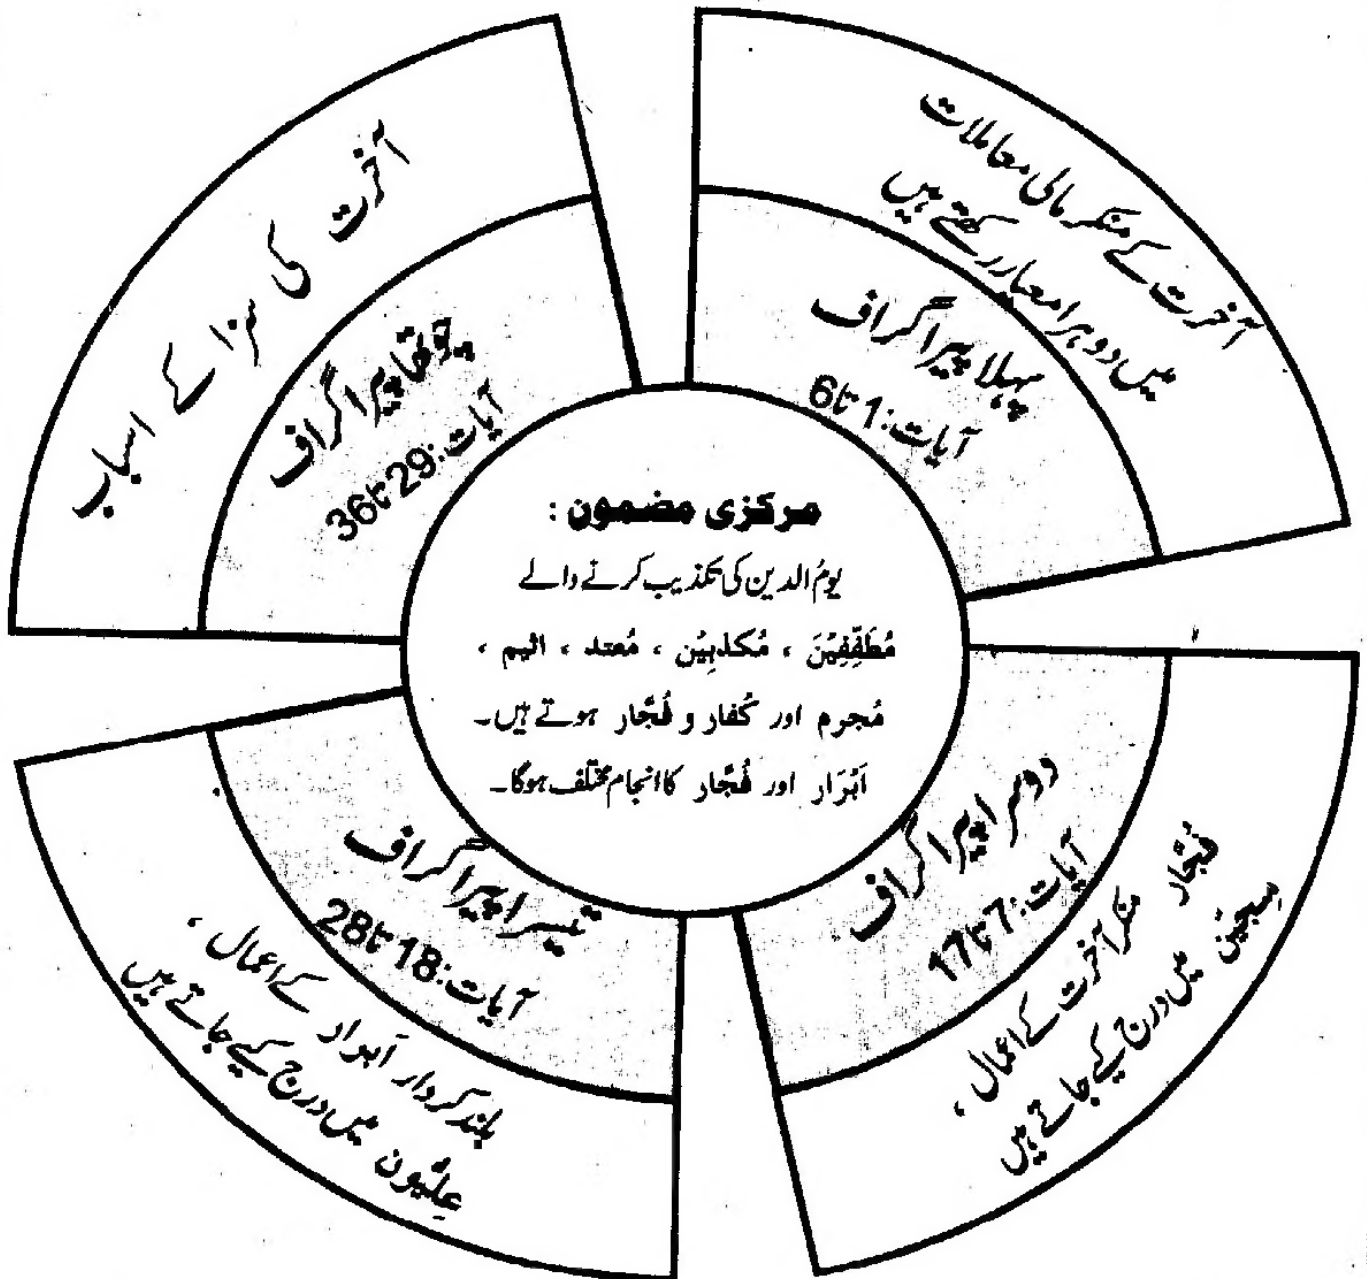 مرکزی مضمون :
یومُ الدین کی تکذیب کرنے والے
مُطَفِّفِیْنَ ، مُکذبِیْن ، مُعتد ، اثیم ،
مُجرم اور کُفار و فُجّار ہوتے ہیں۔
اَبْرَار اور فُجّار کا انجام مختلف ہوگا۔
آخرت کے منکر مالی معاملات
میں دوہرا معیار رکھتے ہیں
پہلا پیراگراف
آیات:1 تا 6
دوسرا پیراگراف
آیات:7 تا 17
فُجّار منکرِ آخرت کے اعمال ،
سِجّین میں درج کیے جاتے ہیں
تیسرا پیراگراف
آیات:18 تا 28
بلند کردار اَبرار کے اعمال ،
عِلِّیُّون میں درج کیے جاتے ہیں
چوتھا پیراگراف
آیات:29 تا 36
آخرت کی سزا کے اسباب